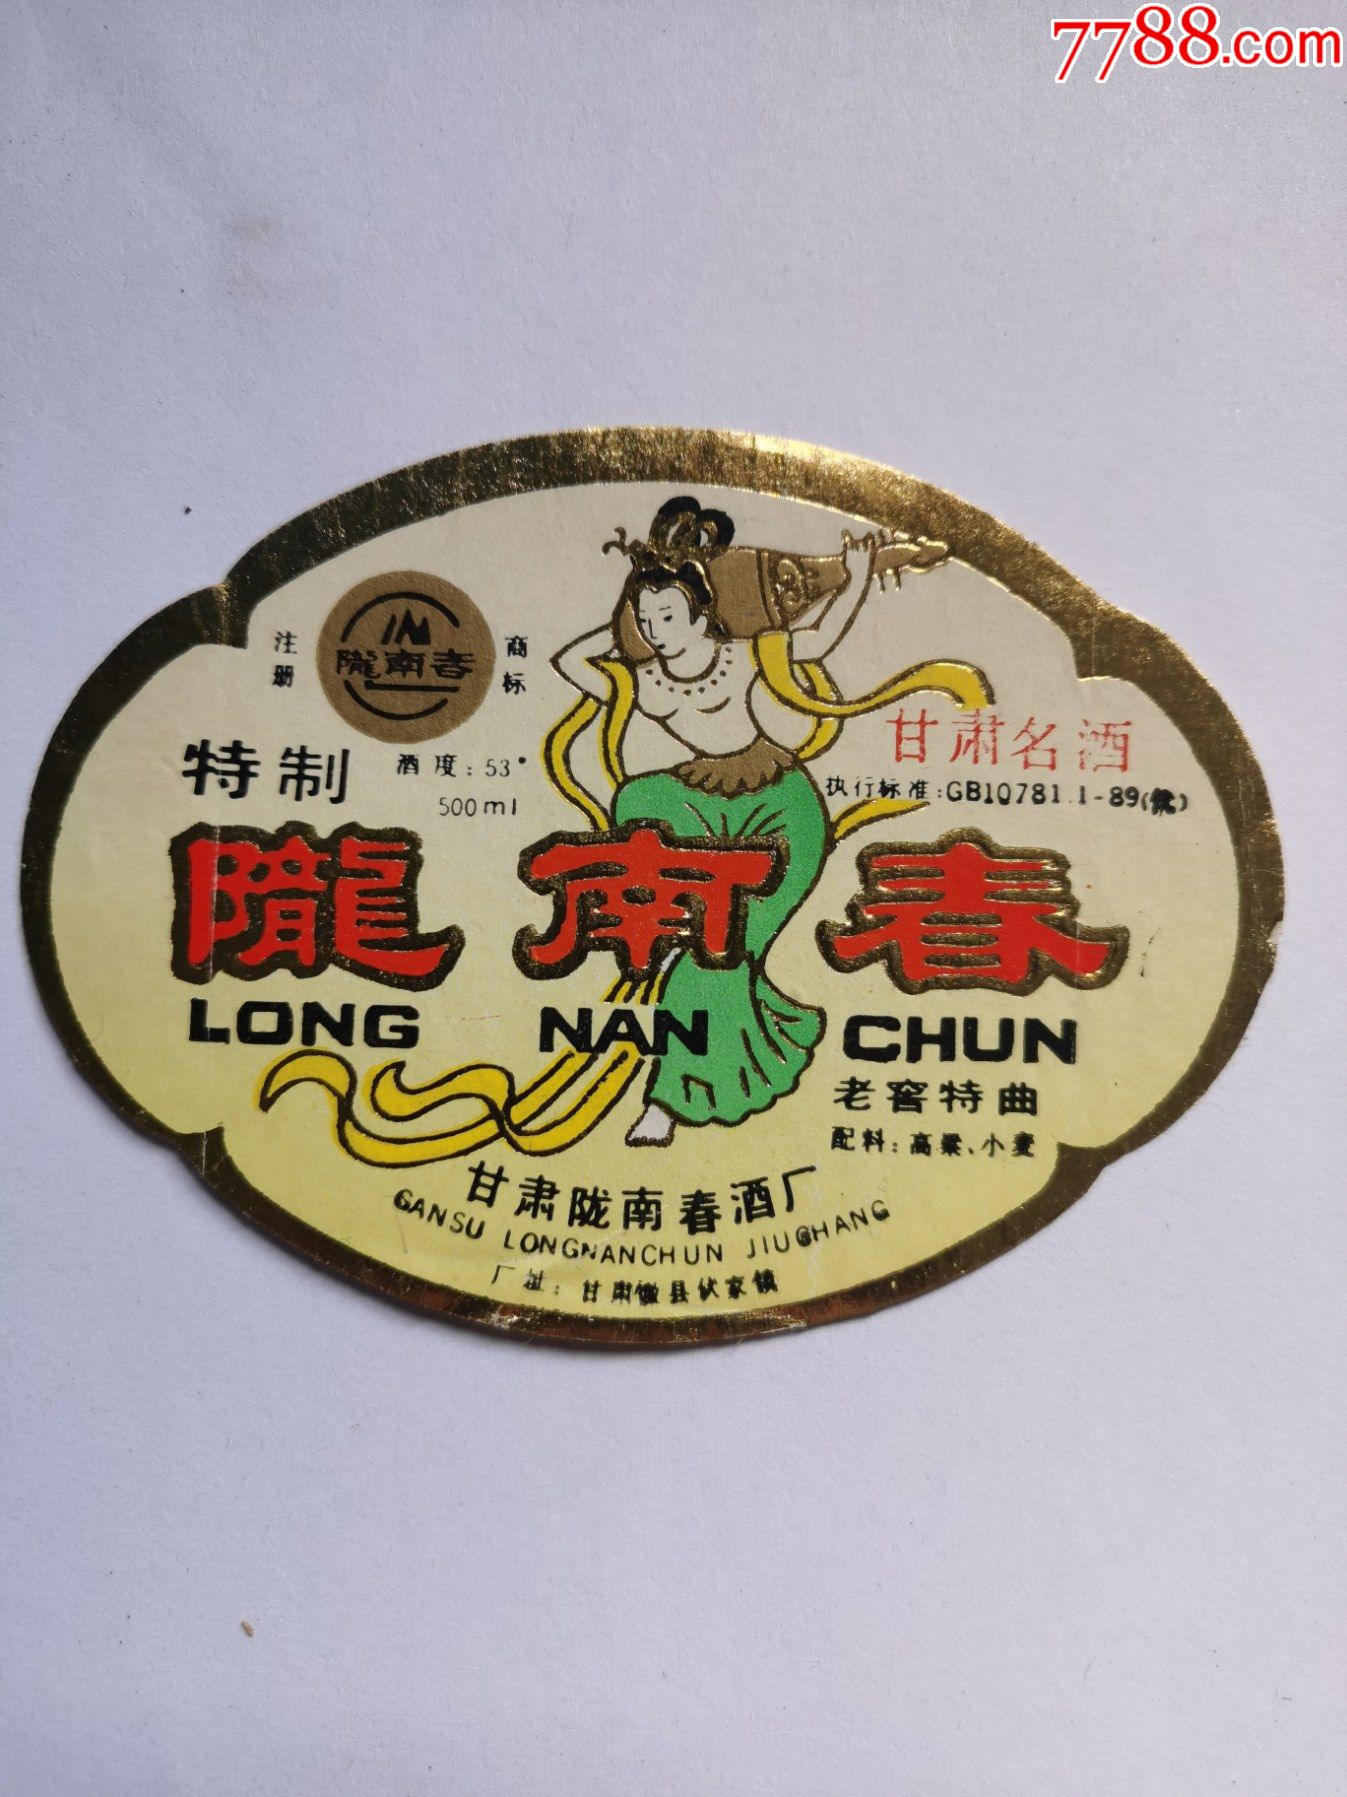 7788.com
注册
商标
隴南春
特制
酒度:53°
500ml
甘肃名酒
执行标准:GB10781.1-89(优)
隴南春
LONG NAN CHUN
老窖特曲
配料:高粱、小麦
甘肃陇南春酒厂
GANSU LONGNANCHUN JIUCHANG
厂址:甘肃徽县伏家镇